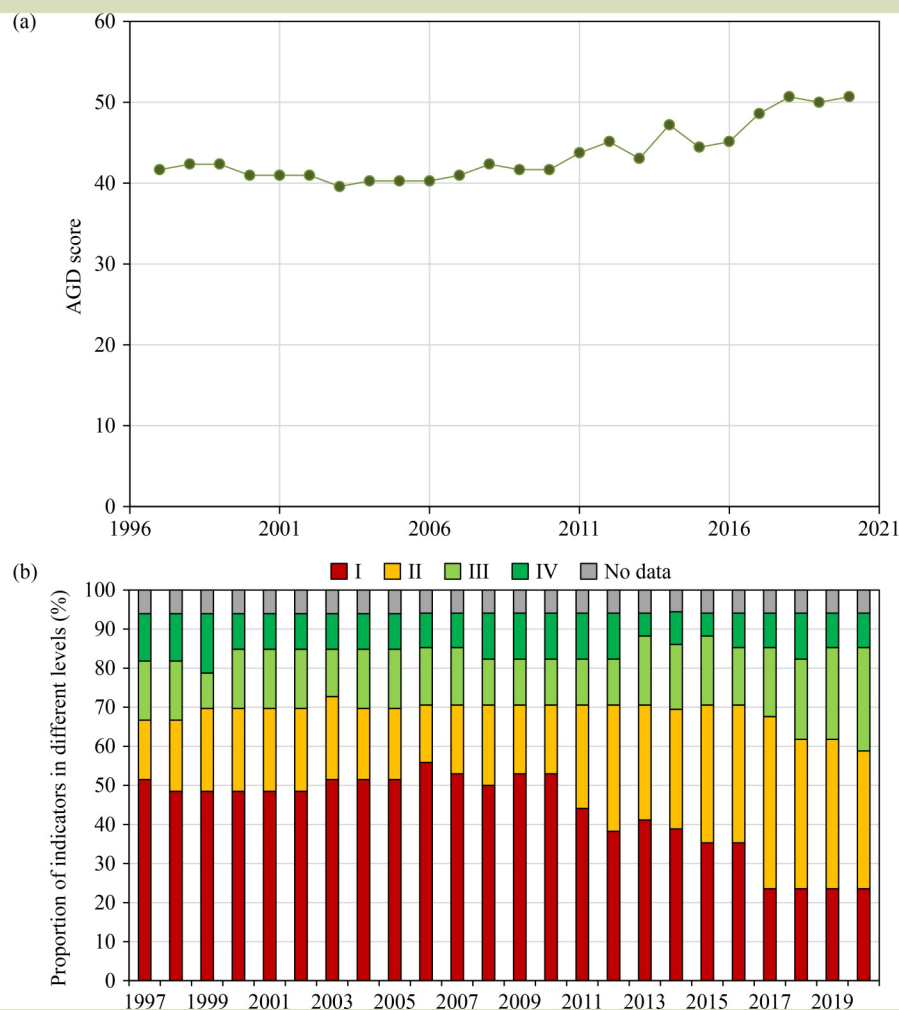 (a)
60
50
40
30
20
10
0
AGD score
1996 2001 2006 2011 2016 2021
(b)
I II III IV No data
100
90
80
70
60
50
40
30
20
10
0
Proportion of indicators in different levels (%)
1997 1999 2001 2003 2005 2007 2009 2011 2013 2015 2017 2019